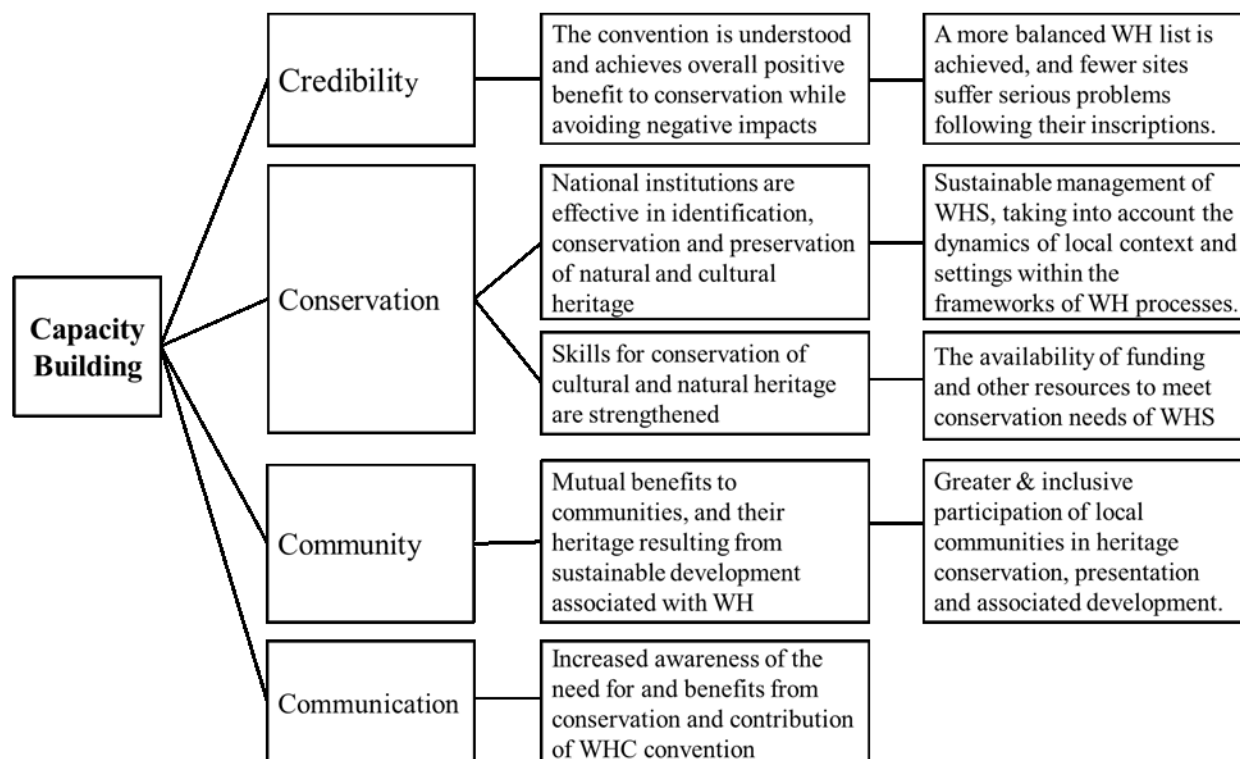 Capacity
Building
Credibility
The convention is understood
and achieves overall positive
benefit to conservation while
avoiding negative impacts
A more balanced WH list is
achieved, and fewer sites
suffer serious problems
following their inscriptions.
Conservation
National institutions are
effective in identification,
conservation and preservation
of natural and cultural
heritage
Sustainable management of
WHS, taking into account the
dynamics of local context and
settings within the
frameworks of WH processes.
Skills for conservation of
cultural and natural heritage
are strengthened
The availability of funding
and other resources to meet
conservation needs of WHS
Community
Mutual benefits to
communities, and their
heritage resulting from
sustainable development
associated with WH
Greater & inclusive
participation of local
communities in heritage
conservation, presentation
and associated development.
Communication
Increased awareness of the
need for and benefits from
conservation and contribution
of WHC convention